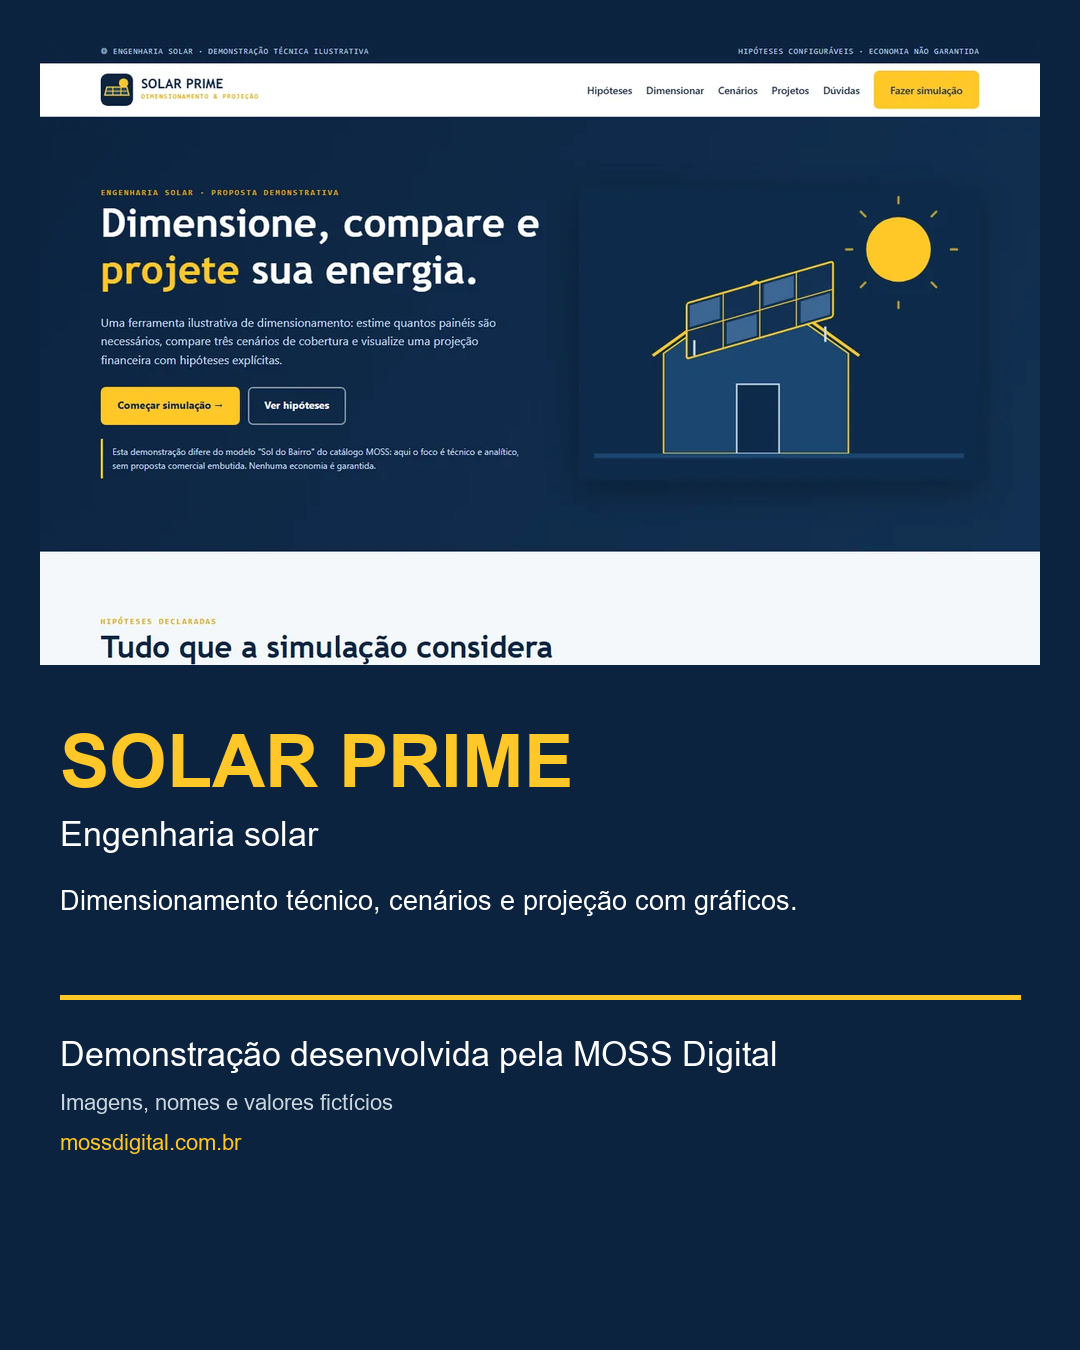 ENGENHARIA SOLAR · DEMONSTRAÇÃO TÉCNICA ILUSTRATIVA
HIPÓTESES CONFIGURÁVEIS · ECONOMIA NÃO GARANTIDA
SOLAR PRIME
DIMENSIONAMENTO & PROJEÇÃO
Hipóteses
Dimensionar
Cenários
Projetos
Dúvidas
Fazer simulação
ENGENHARIA SOLAR · PROPOSTA DEMONSTRATIVA
Dimensione, compare e
projete sua energia.
Uma ferramenta ilustrativa de dimensionamento: estime quantos painéis são
necessários, compare três cenários de cobertura e visualize uma projeção
financeira com hipóteses explícitas.
Começar simulação →
Ver hipóteses
Esta demonstração difere do modelo "Sol do Bairro" do catálogo MOSS: aqui o foco é técnico e analítico,
sem proposta comercial embutida. Nenhuma economia é garantida.
HIPÓTESES DECLARADAS
Tudo que a simulação considera
SOLAR PRIME
Engenharia solar
Dimensionamento técnico, cenários e projeção com gráficos.
Demonstração desenvolvida pela MOSS Digital
Imagens, nomes e valores fictícios
mossdigital.com.br